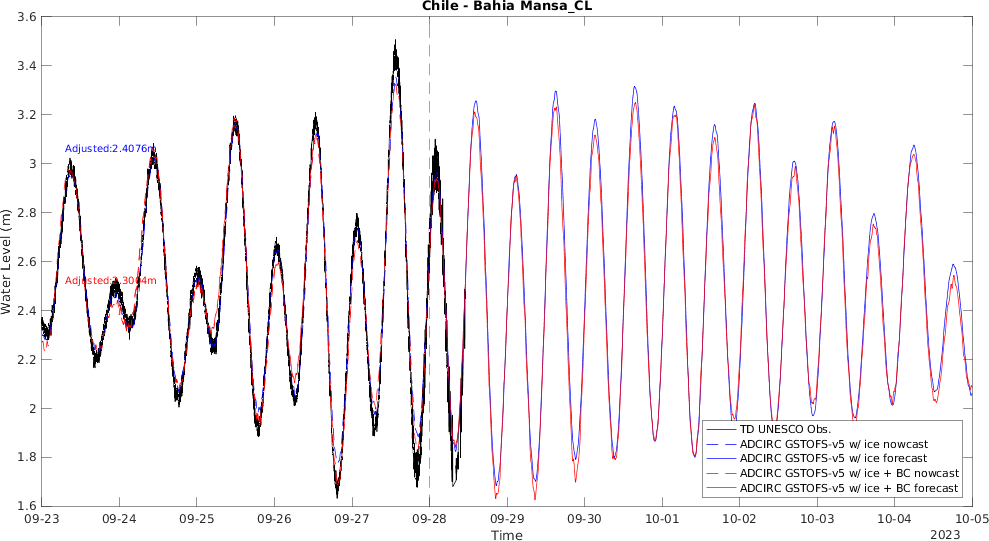 Chile - Bahia Mansa_CL
Water Level (m)
3.6
3.4
3.2
3
2.8
2.6
2.4
2.2
2
1.8
1.6
Adjusted:2.4076m
TD UNESCO Obs.
ADCIRC GSTOFS-v5 w/ ice nowcast
ADCIRC GSTOFS-v5 w/ ice forecast
ADCIRC GSTOFS-v5 w/ ice + BC nowcast
ADCIRC GSTOFS-v5 w/ ice + BC forecast
09-23 09-24 09-25 09-26 09-27 09-28 09-29 09-30 10-01 10-02 10-03 10-04 10-05
Time
2023